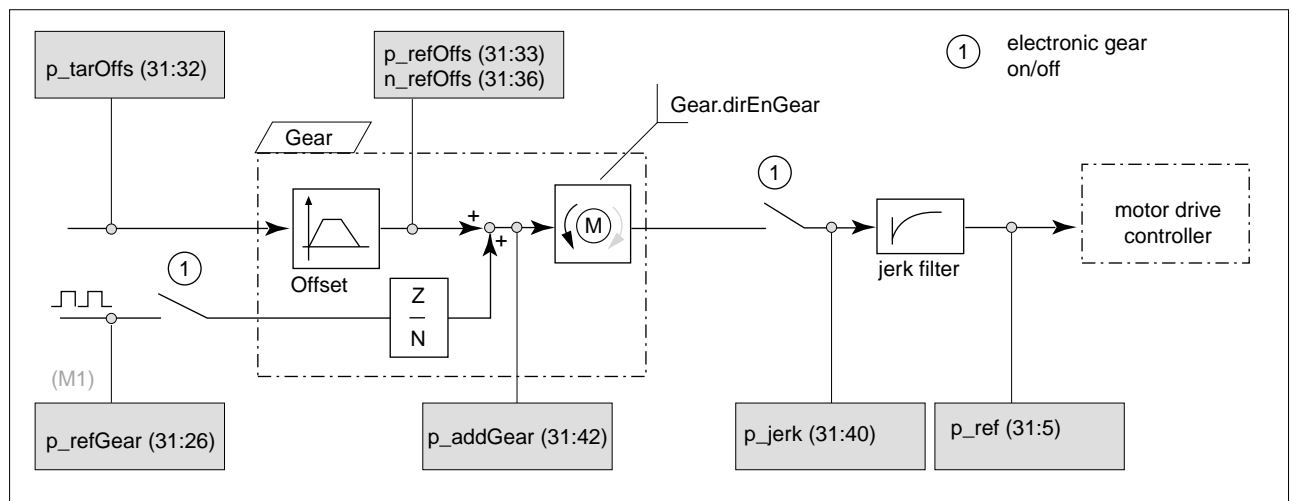 p_tarOffs (31:32)
p_refOffs (31:33)
n_refOffs (31:36)
1
electronic gear
on/off
Gear.dirEnGear
Gear
1
+
+
M
motor drive
controller
Offset
jerk filter
1
Z
N
(M1)
p_refGear (31:26)
p_addGear (31:42)
p_jerk (31:40)
p_ref (31:5)